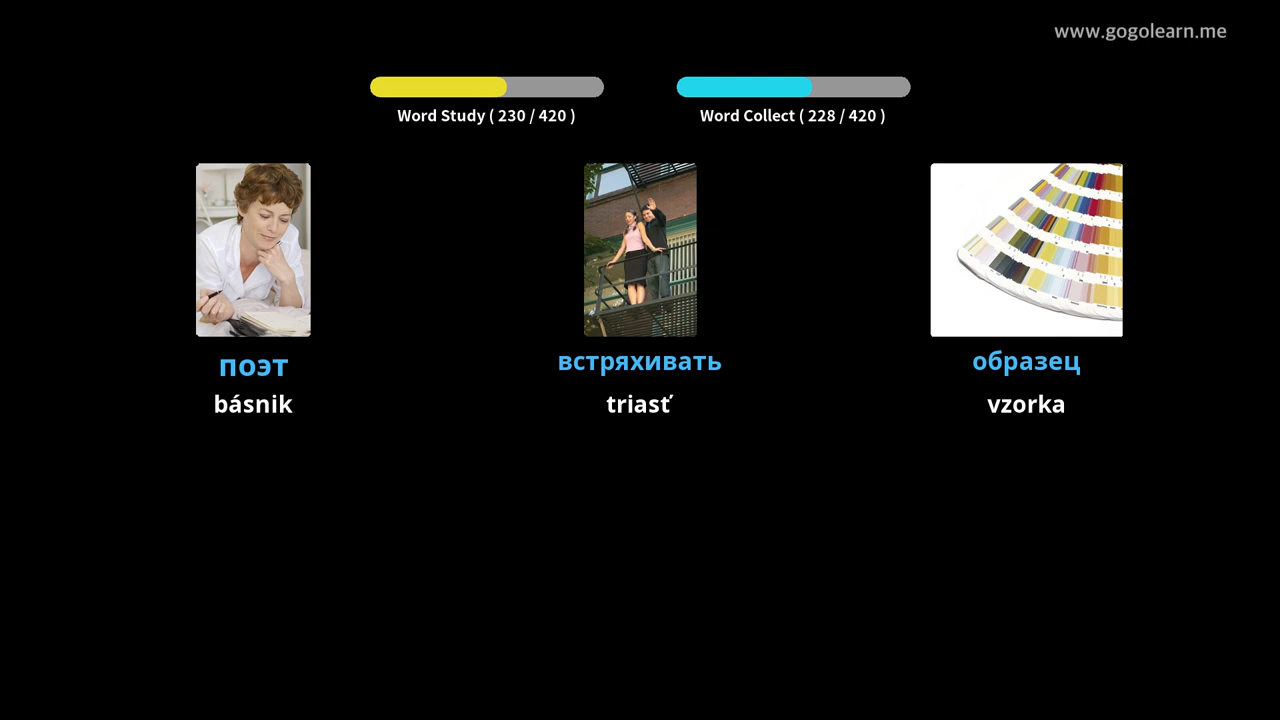 www.gogolearn.me
Word Study ( 230 / 420 )
Word Collect ( 228 / 420 )
поэт
встряхивать
образец
básnik
triasť
vzorka